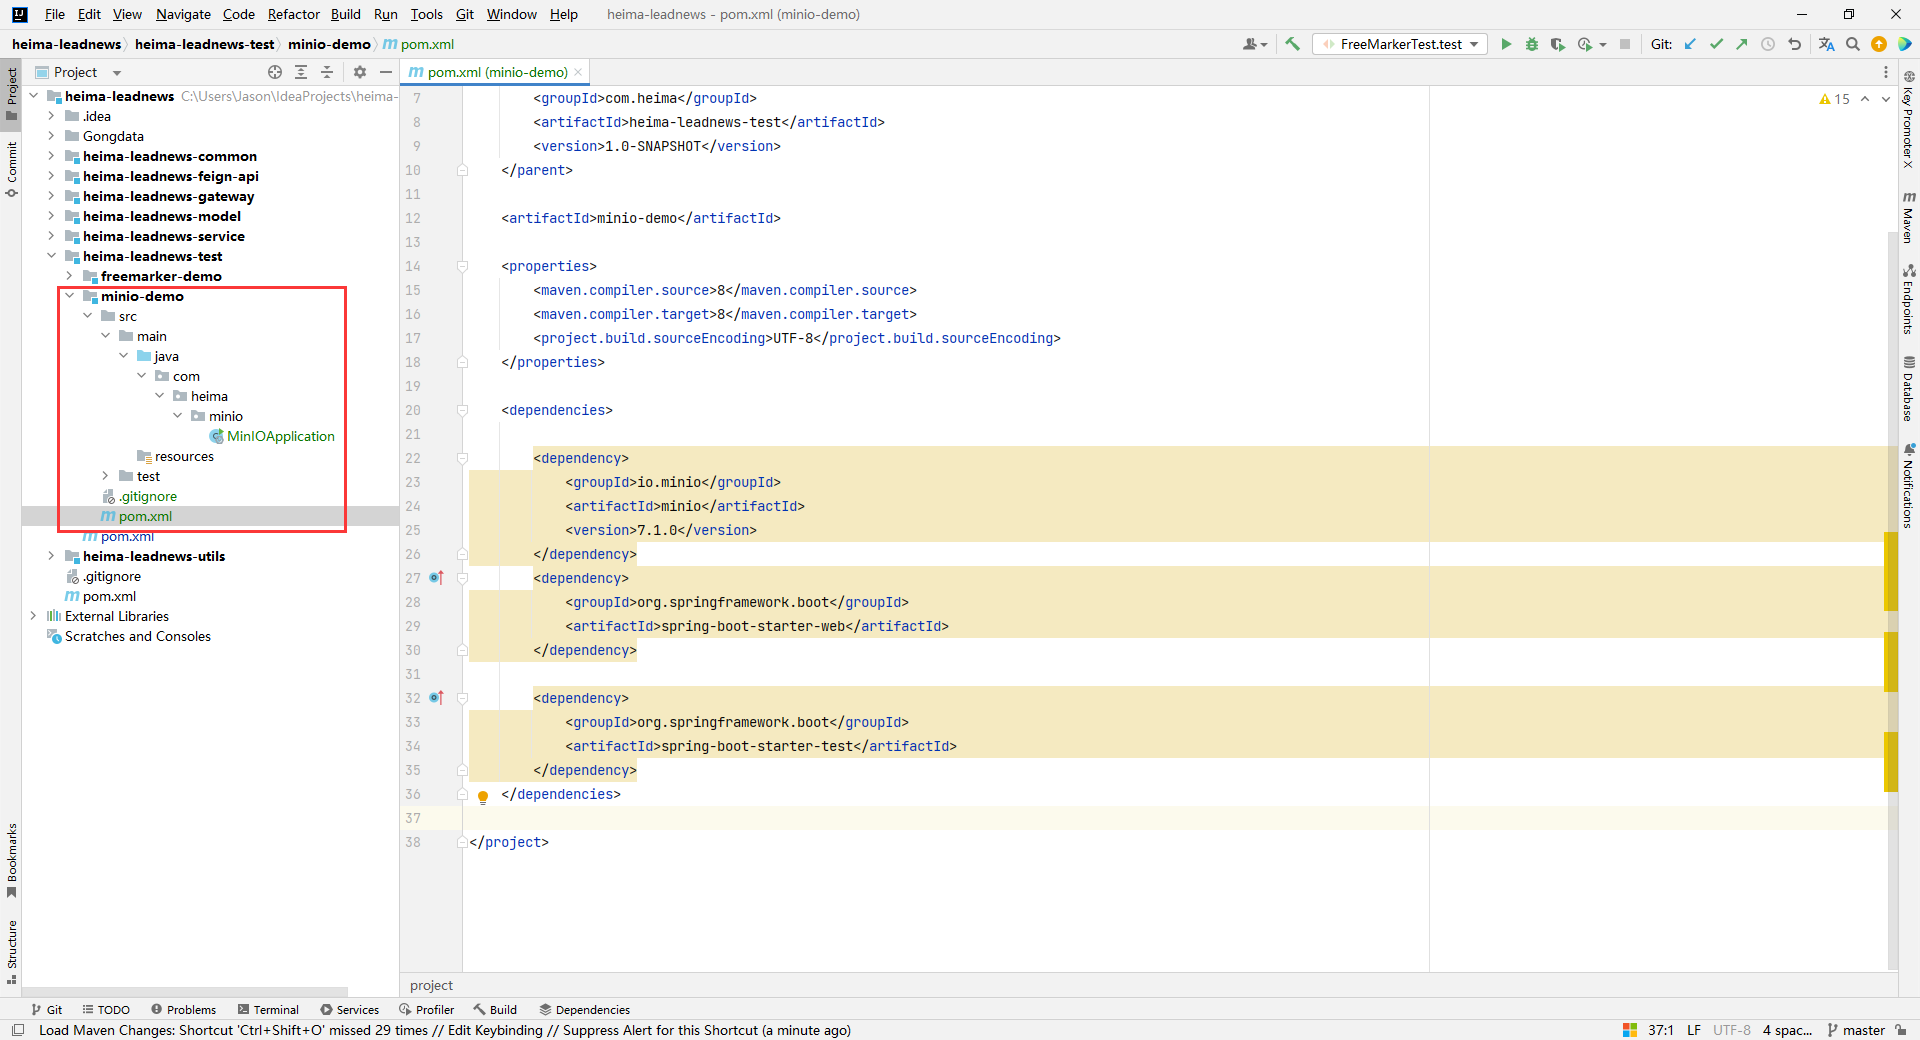 File Edit View Navigate Code Refactor Build Run Tools Git Window Help heima-leadnews - pom.xml (minio-demo)
heima-leadnews heima-leadnews-test minio-demo m pom.xml FreeMarkerTest.test Git:
Project
heima-leadnews C:\Users\Jason\IdeaProjects\heima-
.idea
Gongdata
heima-leadnews-common
heima-leadnews-feign-api
heima-leadnews-gateway
heima-leadnews-model
heima-leadnews-service
heima-leadnews-test
freemarker-demo
minio-demo
src
main
java
com
heima
minio
MinIOApplication
resources
test
.gitignore
m pom.xml
m pom.xml
heima-leadnews-utils
.gitignore
m pom.xml
External Libraries
Scratches and Consoles
Project
Commit
Bookmarks
Structure
m pom.xml (minio-demo)
15
7 <groupId>com.heima</groupId>
8 <artifactId>heima-leadnews-test</artifactId>
9 <version>1.0-SNAPSHOT</version>
10 </parent>
11
12 <artifactId>minio-demo</artifactId>
13
14 <properties>
15 <maven.compiler.source>8</maven.compiler.source>
16 <maven.compiler.target>8</maven.compiler.target>
17 <project.build.sourceEncoding>UTF-8</project.build.sourceEncoding>
18 </properties>
19
20 <dependencies>
21
22 <dependency>
23 <groupId>io.minio</groupId>
24 <artifactId>minio</artifactId>
25 <version>7.1.0</version>
26 </dependency>
27 <dependency>
28 <groupId>org.springframework.boot</groupId>
29 <artifactId>spring-boot-starter-web</artifactId>
30 </dependency>
31
32 <dependency>
33 <groupId>org.springframework.boot</groupId>
34 <artifactId>spring-boot-starter-test</artifactId>
35 </dependency>
36 </dependencies>
37
38 </project>
project
Key Promoter X
m Maven
Endpoints
Database
Notifications
Git TODO Problems Terminal Services Profiler Build Dependencies
Load Maven Changes: Shortcut 'Ctrl+Shift+O' missed 29 times // Edit Keybinding // Suppress Alert for this Shortcut (a minute ago) 37:1 LF UTF-8 4 spac... master